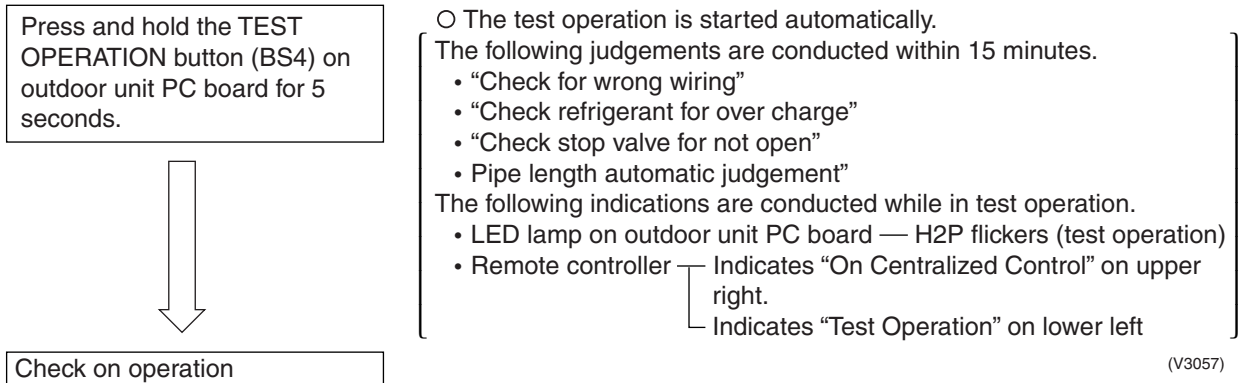 Press and hold the TEST
OPERATION button (BS4) on
outdoor unit PC board for 5
seconds.
○ The test operation is started automatically.
The following judgements are conducted within 15 minutes.
• “Check for wrong wiring”
• “Check refrigerant for over charge”
• “Check stop valve for not open”
• Pipe length automatic judgement”
The following indications are conducted while in test operation.
• LED lamp on outdoor unit PC board — H2P flickers (test operation)
• Remote controller — Indicates “On Centralized Control” on upper
right.
Indicates “Test Operation” on lower left
Check on operation
(V3057)